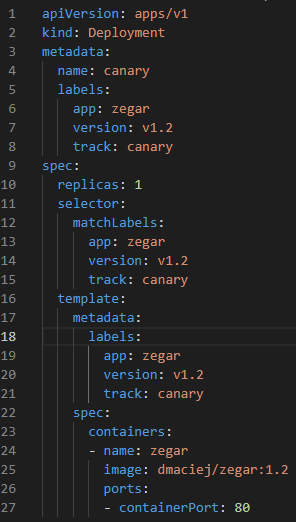 1 apiVersion: apps/v1
2 kind: Deployment
3 metadata:
4   name: canary
5   labels:
6     app: zegar
7     version: v1.2
8     track: canary
9 spec:
10   replicas: 1
11   selector:
12     matchLabels:
13       app: zegar
14       version: v1.2
15       track: canary
16   template:
17     metadata:
18       labels:
19         app: zegar
20         version: v1.2
21         track: canary
22     spec:
23       containers:
24       - name: zegar
25         image: dmaciej/zegar:1.2
26         ports:
27         - containerPort: 80